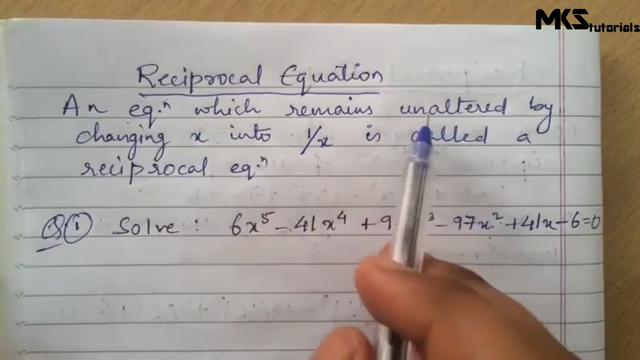 MKS tutorials
Reciprocal Equation
An eq.ⁿ which remains unaltered by
changing x into 1/x is called a
reciprocal eqⁿ
Q① Solve : 6x⁵ - 41x⁴ + 9 ³ - 97x² + 41x - 6 = 0